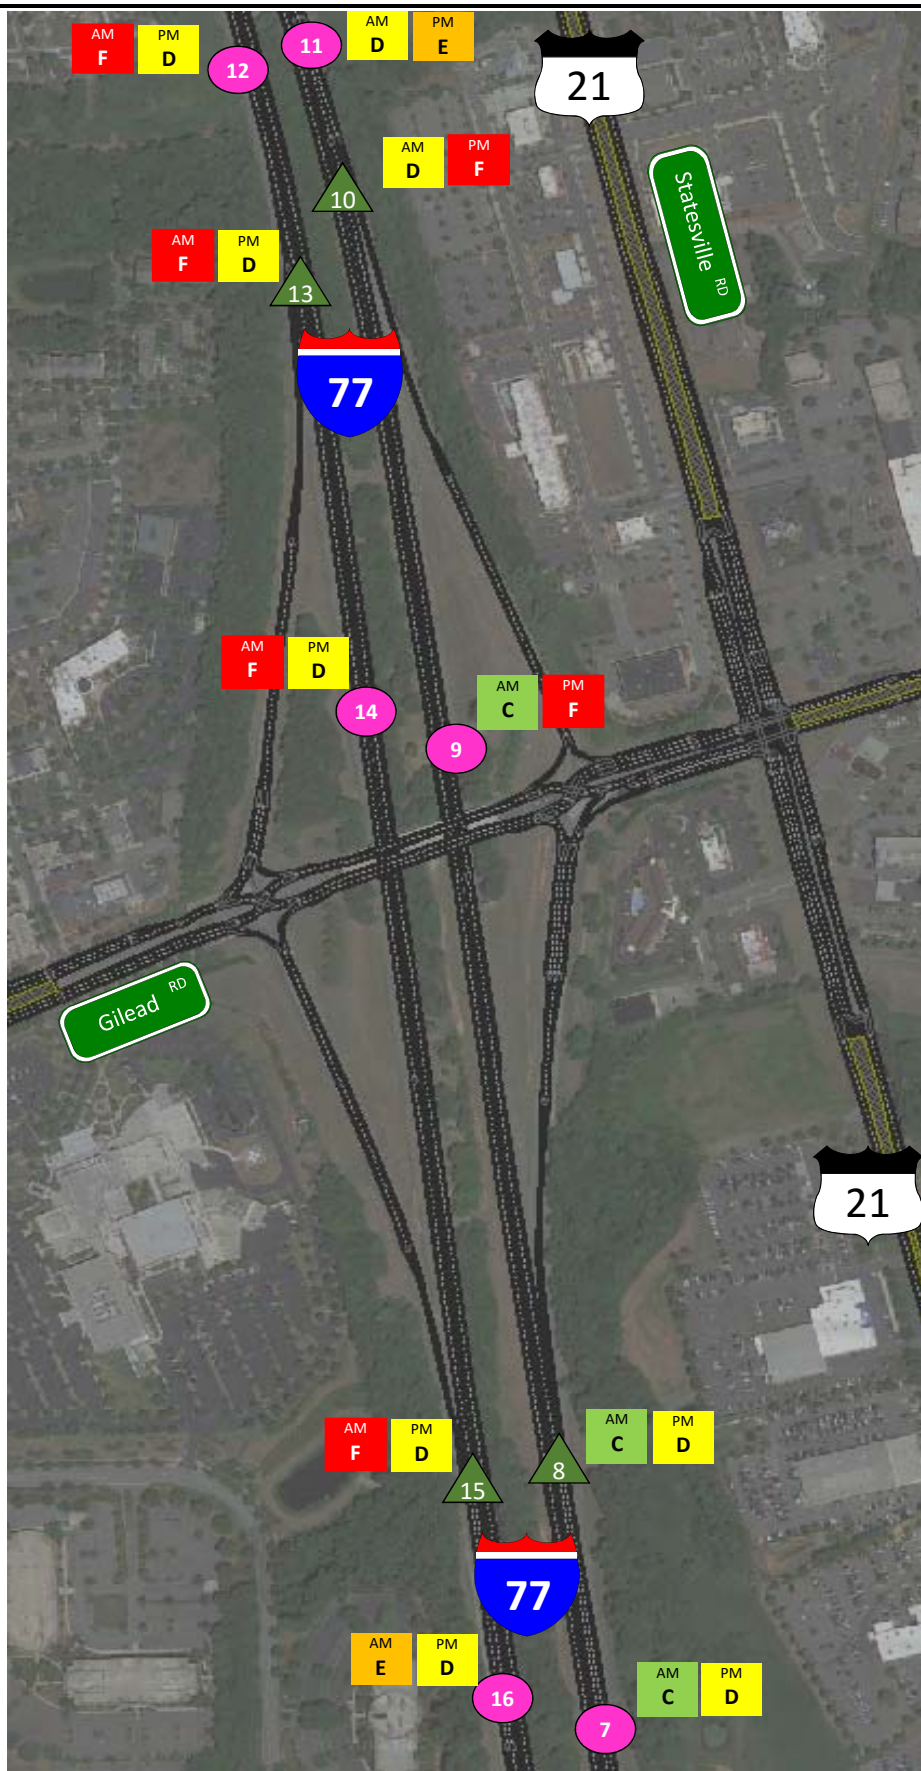 AM PM
F D
12
11
AM PM
D E
21
Statesville RD
AM PM
D F
10
AM PM
F D
13
77
AM PM
F D
14
AM PM
C F
9
Gilead RD
21
AM PM
F D
15
AM PM
C D
8
77
AM PM
E D
16
AM PM
C D
7